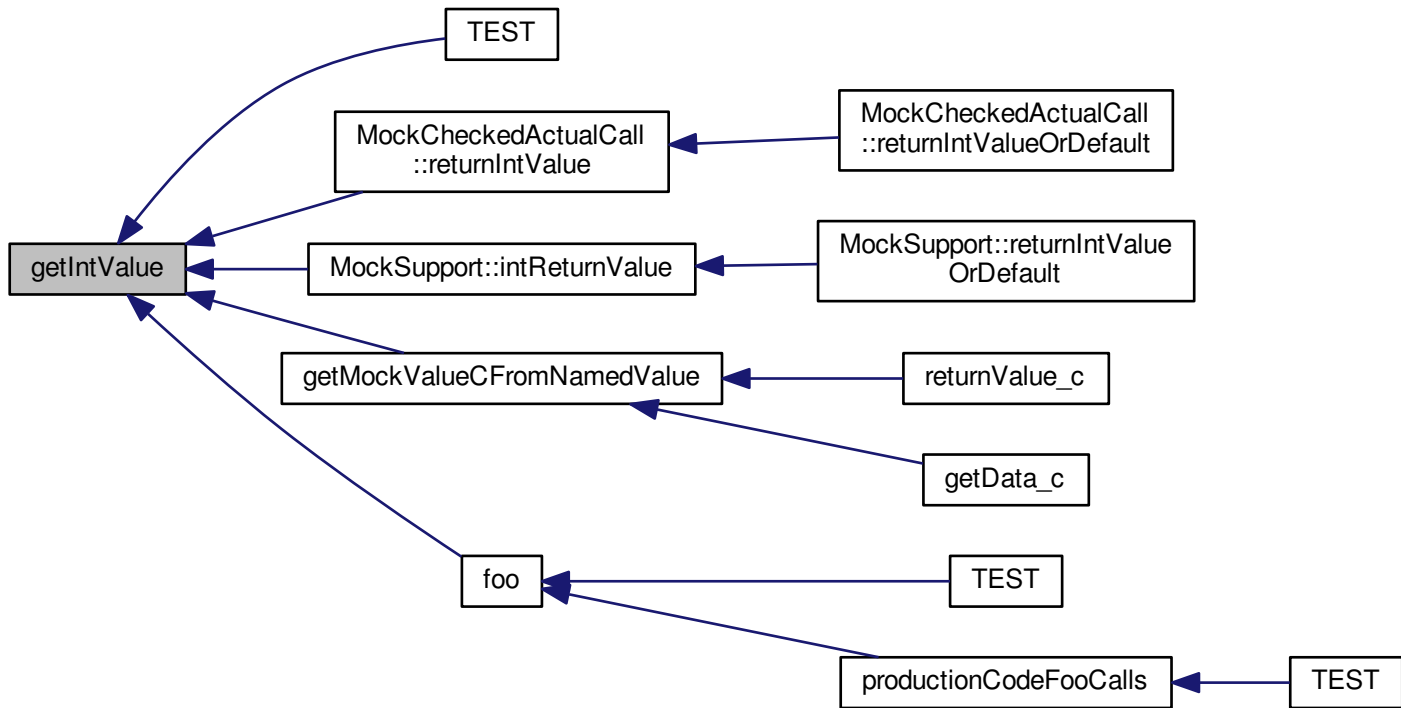 TEST
MockCheckedActualCall
::returnIntValue
MockCheckedActualCall
::returnIntValueOrDefault
getIntValue
MockSupport::intReturnValue
MockSupport::returnIntValue
OrDefault
getMockValueCFromNamedValue
returnValue_c
getData_c
foo
TEST
productionCodeFooCalls
TEST